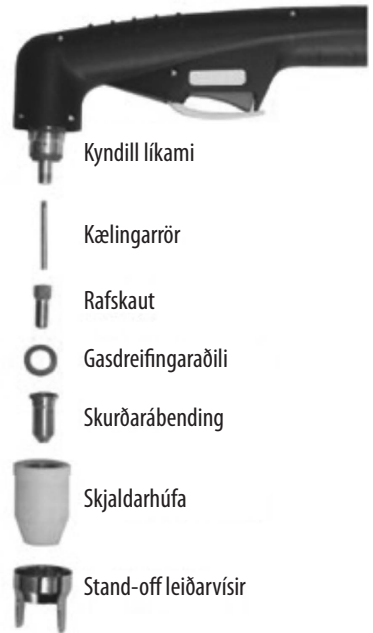 Kyndill líkami
Kælingarrör
Rafskaut
Gasdreifingaraðili
Skurðarábending
Skjaldarhúfa
Stand-off leiðarvísir